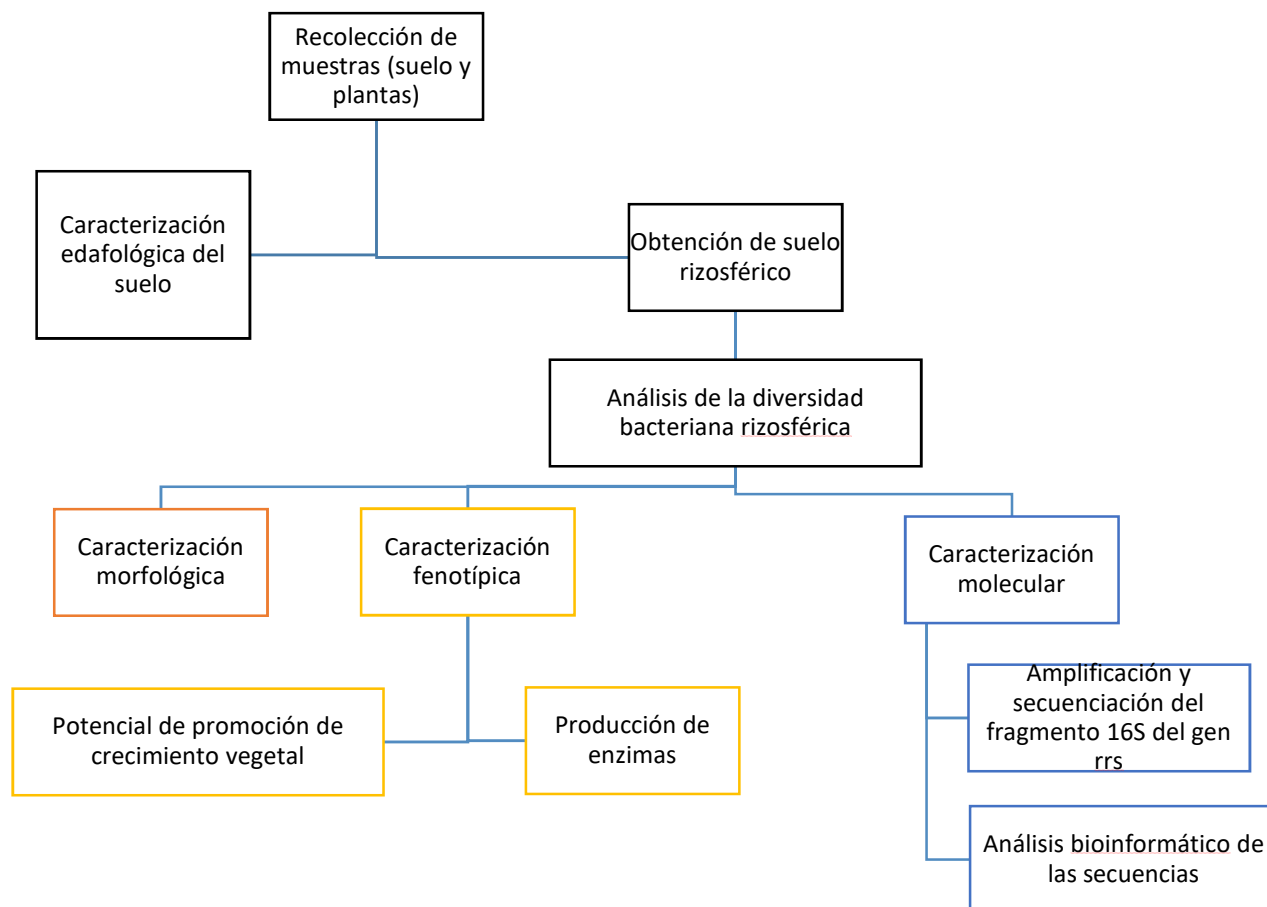 Recolección de
muestras (suelo y
plantas)
Caracterización
edafológica del
suelo
Obtención de suelo
rizosférico
Análisis de la diversidad
bacteriana rizosférica
Caracterización
morfológica
Caracterización
fenotípica
Caracterización
molecular
Potencial de promoción de
crecimiento vegetal
Producción de
enzimas
Amplificación y
secuenciación del
fragmento 16S del gen
rrs
Análisis bioinformático de
las secuencias